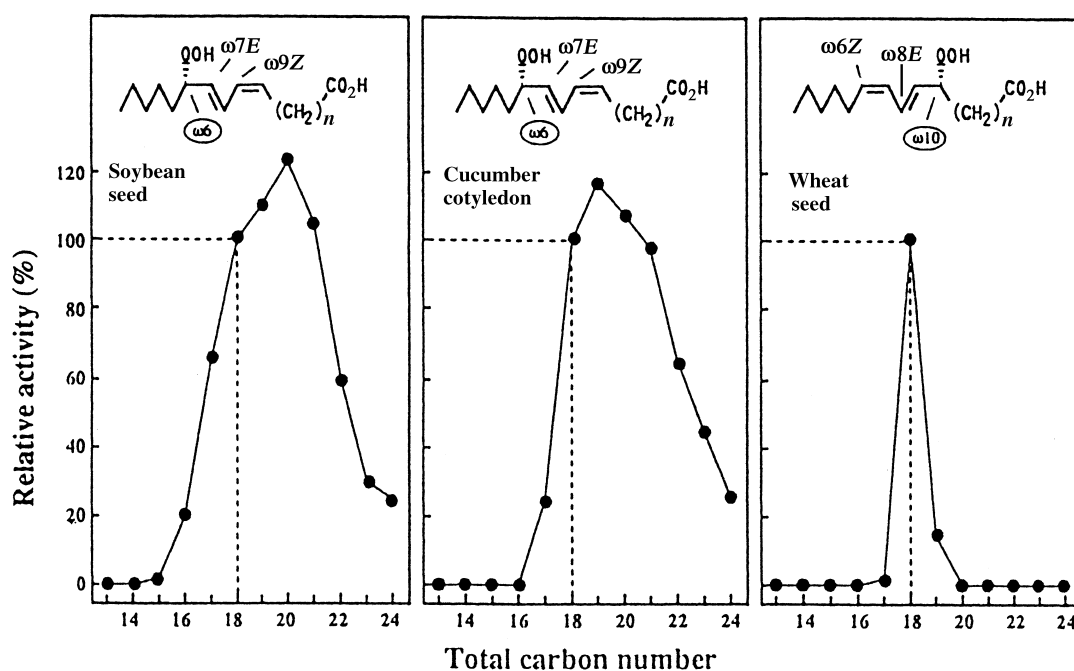 OOH
ω7E
ω9Z
CO₂H
(CH₂)n
ω6
Soybean
seed
OOH
ω7E
ω9Z
CO₂H
(CH₂)n
ω6
Cucumber
cotyledon
ω6Z
ω8E
OOH
CO₂H
(CH₂)n
ω10
Wheat
seed
Relative activity (%)
120
100
80
60
40
20
0
14 16 18 20 22 24
14 16 18 20 22 24
14 16 18 20 22 24
Total carbon number